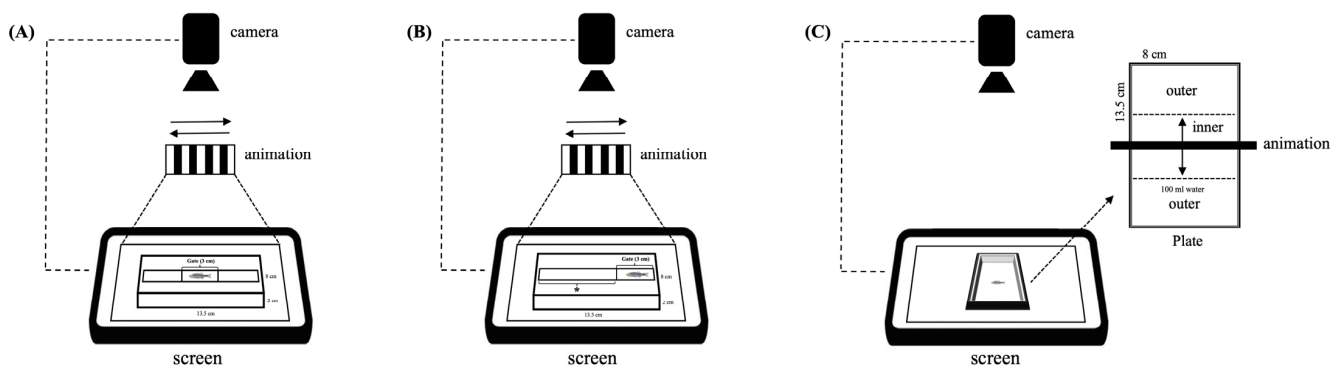 (A)
camera
animation
Gate (3 cm)
8 cm
2 cm
13.5 cm
screen
(B)
camera
animation
Gate (3 cm)
8 cm
*
2 cm
13.5 cm
screen
(C)
camera
screen
8 cm
13.5 cm
outer
inner
animation
100 ml water
outer
Plate